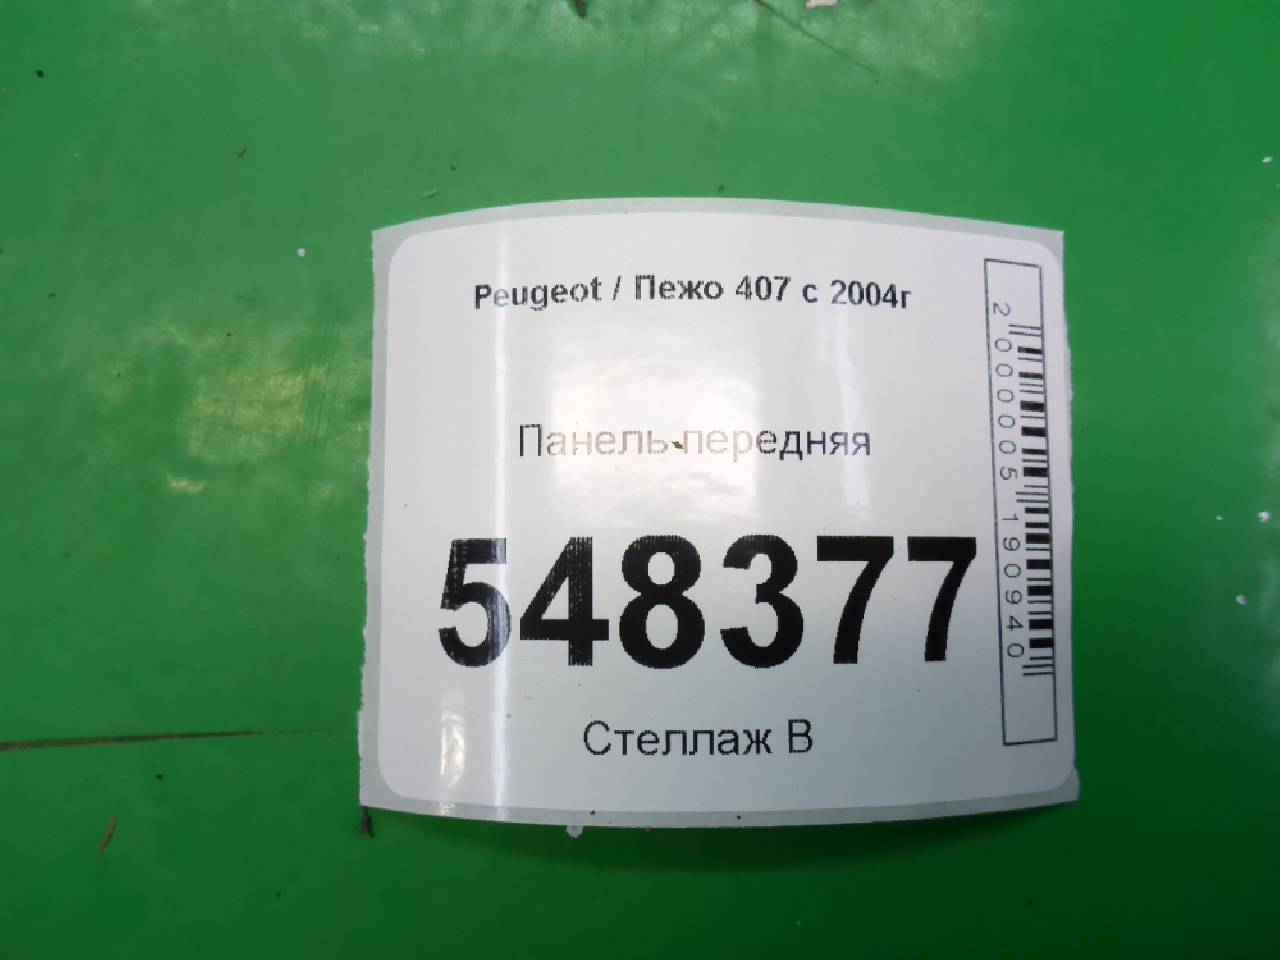 Peugeot / Пежо 407 с 2004г
Панель передняя
548377
Стеллаж В
2000005190940